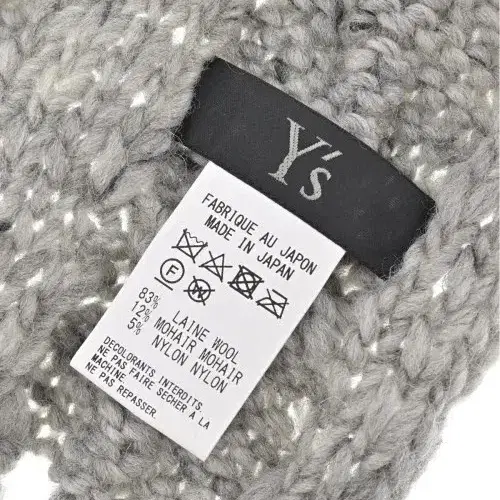 Y's
FABRIQUE AU JAPON
MADE IN JAPAN
F W
83% LAINE WOOL
12% MOHAIR MOHAIR
5% NYLON NYLON
DECOLORANTS INTERDITS.
NE PAS FAIRE SECHER A LA
MACHINE.
NE PAS REPASSER.